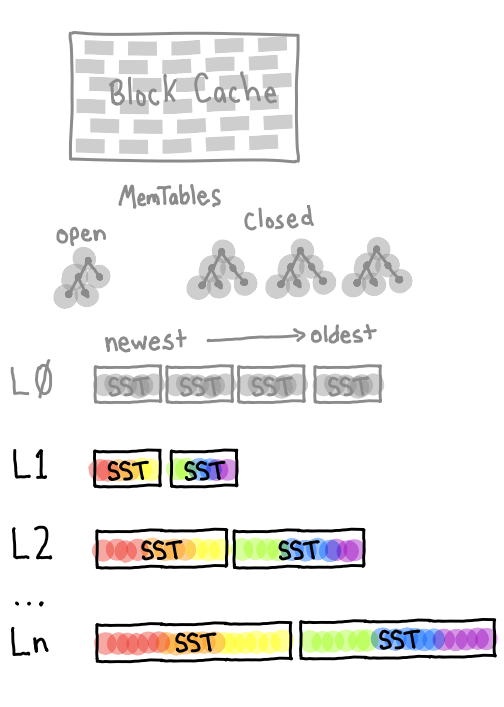 Block Cache
MemTables
open
Closed
newest → oldest
LØ SST SST SST SST
L1 SST SST
L2 SST SST
...
Ln SST SST